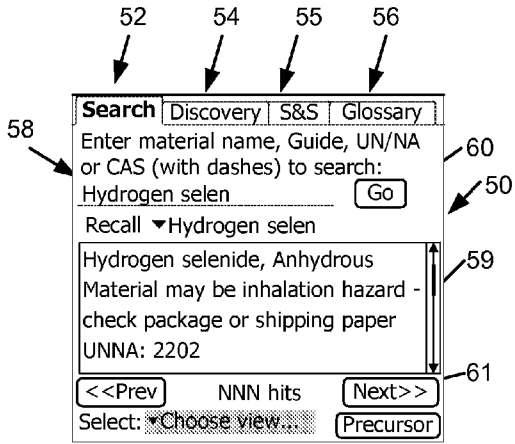 52 54 55 56
Search Discovery S&S Glossary
58
Enter material name, Guide, UN/NA
or CAS (with dashes) to search:
60
Hydrogen selen Go
50
Recall ▾Hydrogen selen
Hydrogen selenide, Anhydrous
59
Material may be inhalation hazard -
check package or shipping paper
UNNA: 2202
61
<<Prev NNN hits Next>>
Select: ▾Choose view... Precursor